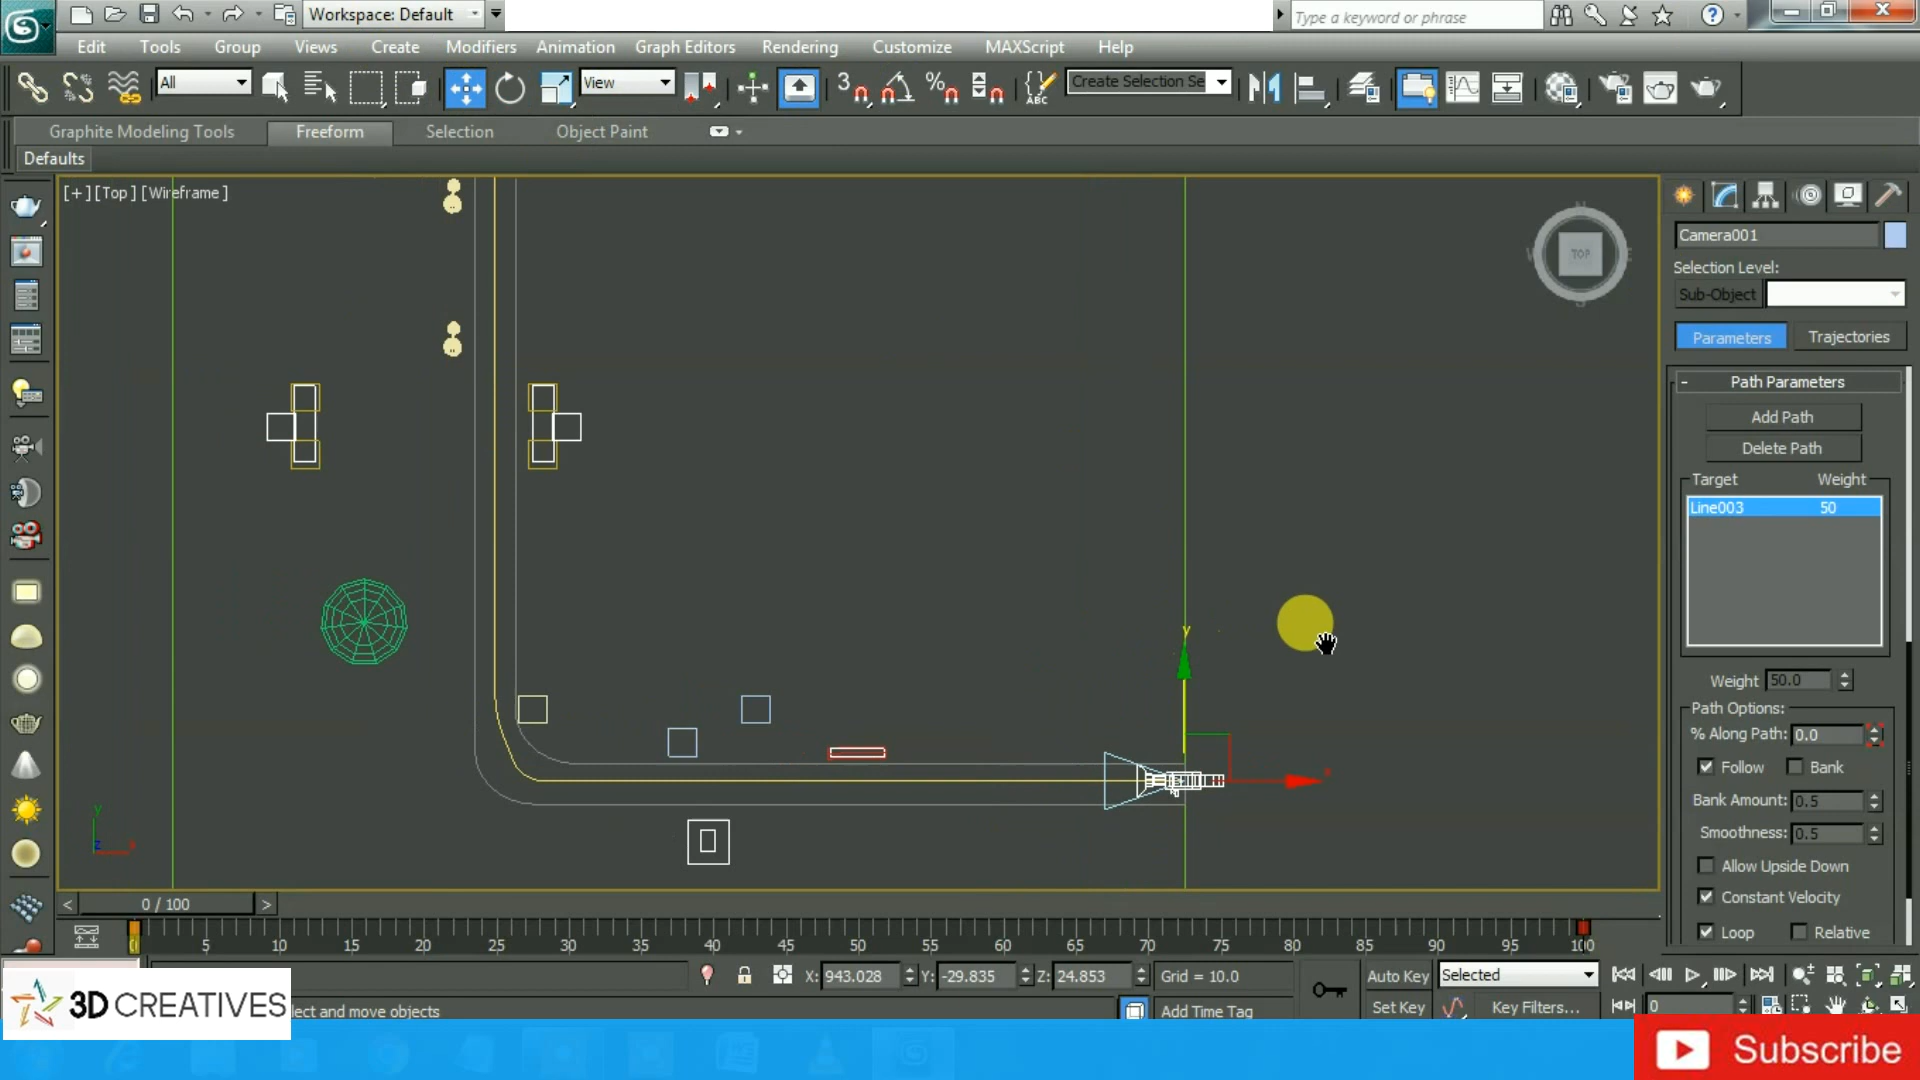 Workspace: Default
Type a keyword or phrase
Edit Tools Group Views Create Modifiers Animation Graph Editors Rendering Customize MAXScript Help
All
View
3
%
ABC
Create Selection Se
Graphite Modeling Tools Freeform Selection Object Paint
Defaults
[+][Top][Wireframe]
TOP
Camera001
Selection Level:
Sub-Object
Parameters Trajectories
- Path Parameters
Add Path
Delete Path
Target Weight
Line003 50
Weight 50.0
Path Options:
% Along Path: 0.0
Follow Bank
Bank Amount: 0.5
Smoothness: 0.5
Allow Upside Down
Constant Velocity
Loop Relative
y
x
y
z
x
< 0 / 100 >
0 5 10 15 20 25 30 35 40 45 50 55 60 65 70 75 80 85 90 95 100
X: 943.028 Y: -29.835 Z: 24.853 Grid = 10.0
Auto Key Selected
3D CREATIVES
lect and move objects
Add Time Tag
Set Key Key Filters... 0
Subscribe